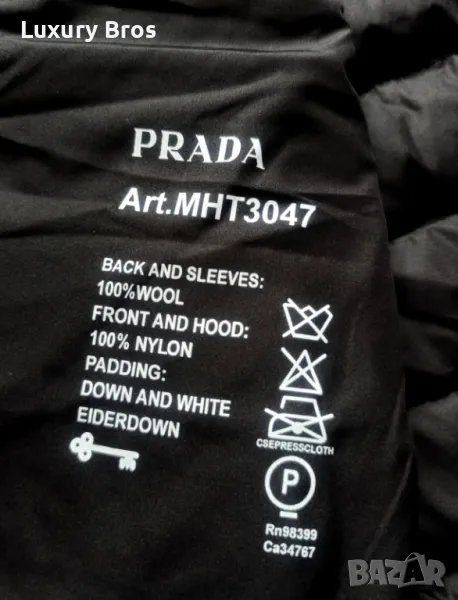 Luxury Bros
PRADA
Art.MHT3047
BACK AND SLEEVES:
100%WOOL
FRONT AND HOOD:
100% NYLON
PADDING:
DOWN AND WHITE
EIDERDOWN
CSEPRESSCLOTH
P
Rn98399
Ca34767
BAZAR